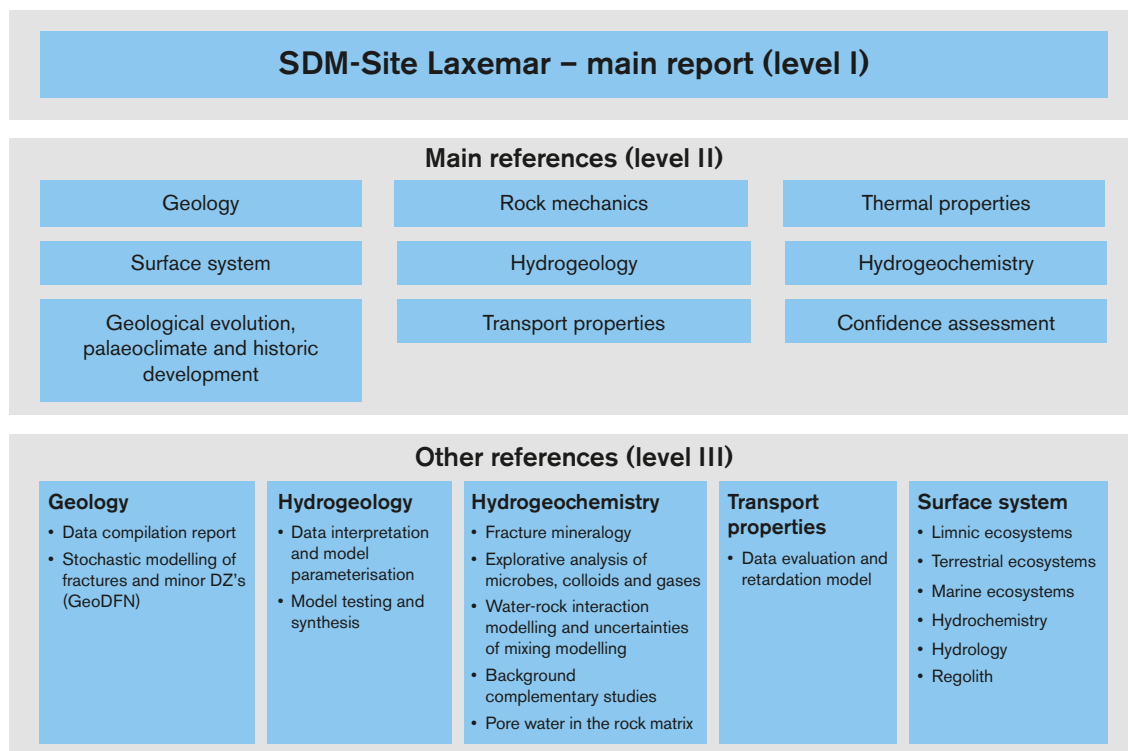 SDM-Site Laxemar – main report (level I)
Main references (level II)
Geology
Rock mechanics
Thermal properties
Surface system
Hydrogeology
Hydrogeochemistry
Geological evolution,
palaeoclimate and historic
development
Transport properties
Confidence assessment
Other references (level III)
Geology
• Data compilation report
• Stochastic modelling of
fractures and minor DZ's
(GeoDFN)
Hydrogeology
• Data interpretation
and model
parameterisation
• Model testing and
synthesis
Hydrogeochemistry
• Fracture mineralogy
• Explorative analysis of
microbes, colloids and gases
• Water-rock interaction
modelling and uncertainties
of mixing modelling
• Background
complementary studies
• Pore water in the rock matrix
Transport
properties
• Data evaluation and
retardation model
Surface system
• Limnic ecosystems
• Terrestrial ecosystems
• Marine ecosystems
• Hydrochemistry
• Hydrology
• Regolith